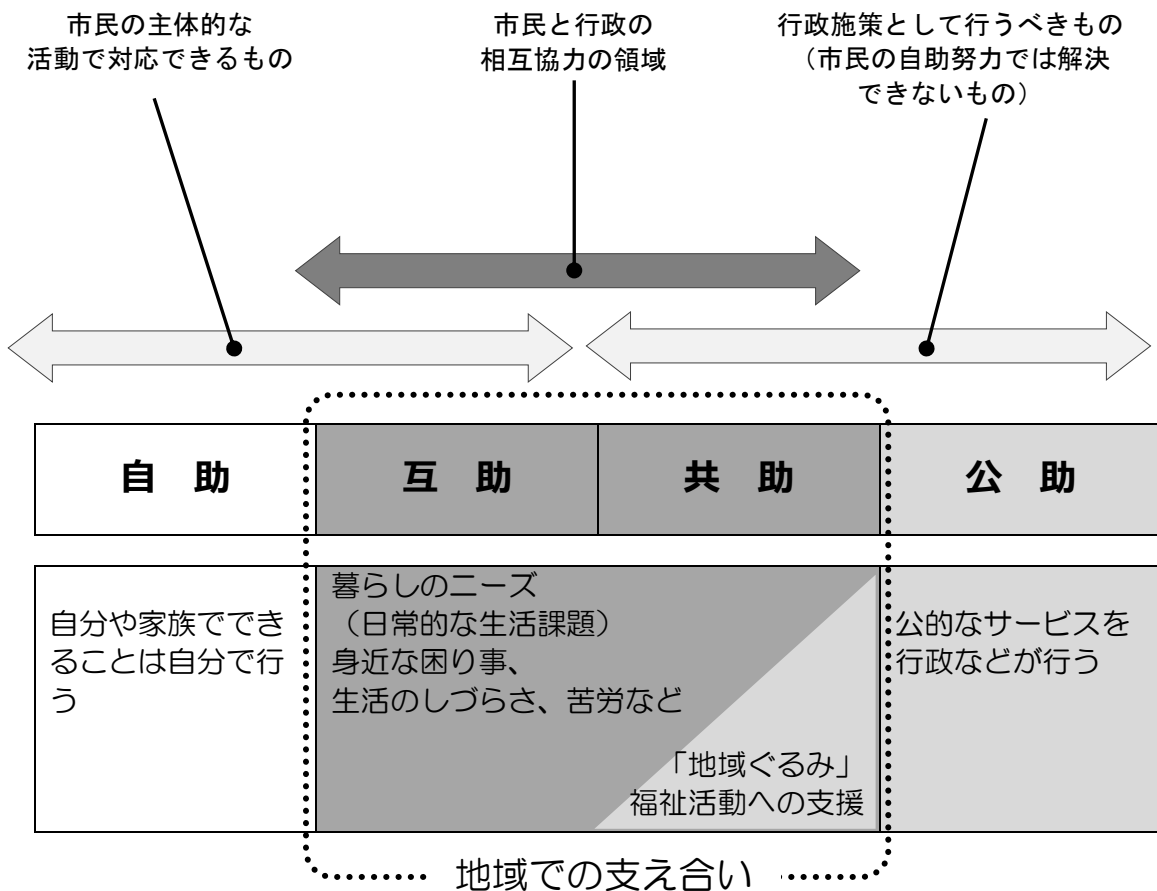 市民の主体的な
活動で対応できるもの
市民と行政の
相互協力の領域
行政施策として行うべきもの
（市民の自助努力では解決
できないもの）
自　助
互　助
共　助
公　助
自分や家族ででき
ることは自分で行
う
暮らしのニーズ
（日常的な生活課題）
身近な困り事、
生活のしづらさ、苦労など
「地域ぐるみ」
福祉活動への支援
公的なサービスを
行政などが行う
地域での支え合い